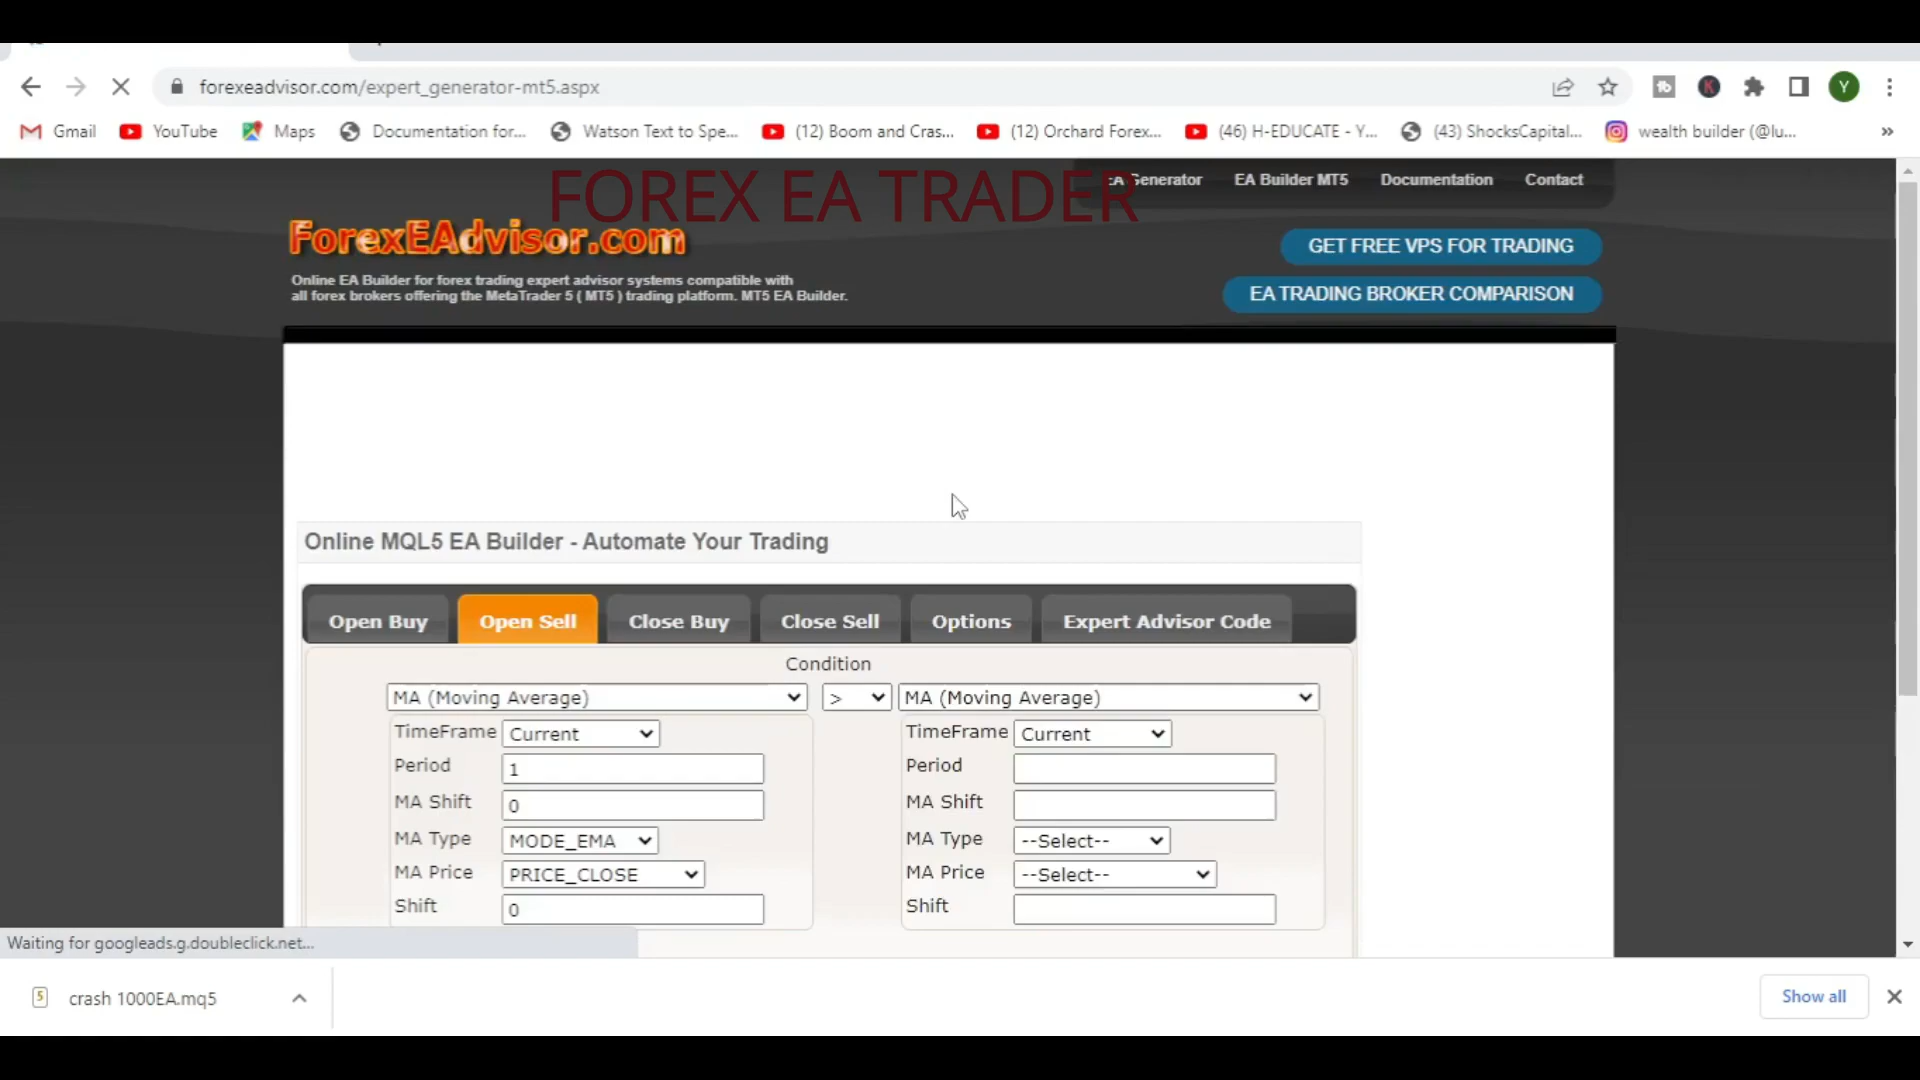 forexeadvisor.com/expert_generator-mt5.aspx
Y
Gmail
YouTube
Maps
Documentation for...
Watson Text to Spe...
(12) Boom and Cras...
(12) Orchard Forex...
(46) H-EDUCATE - Y...
(43) ShocksCapital...
wealth builder (@lu...
»
FOREX EA TRADER
EA Generator
EA Builder MT5
Documentation
Contact
ForexEAdvisor.com
GET FREE VPS FOR TRADING
Online EA Builder for forex trading expert advisor systems compatible with
all forex brokers offering the MetaTrader 5 ( MT5 ) trading platform. MT5 EA Builder.
EA TRADING BROKER COMPARISON
Online MQL5 EA Builder - Automate Your Trading
Open Buy
Open Sell
Close Buy
Close Sell
Options
Expert Advisor Code
Condition
MA (Moving Average)
>
MA (Moving Average)
TimeFrame Current
TimeFrame Current
Period 1
Period
MA Shift 0
MA Shift
MA Type MODE_EMA
MA Type --Select--
MA Price PRICE_CLOSE
MA Price --Select--
Shift 0
Shift
Waiting for googleads.g.doubleclick.net...
5 crash 1000EA.mq5
Show all